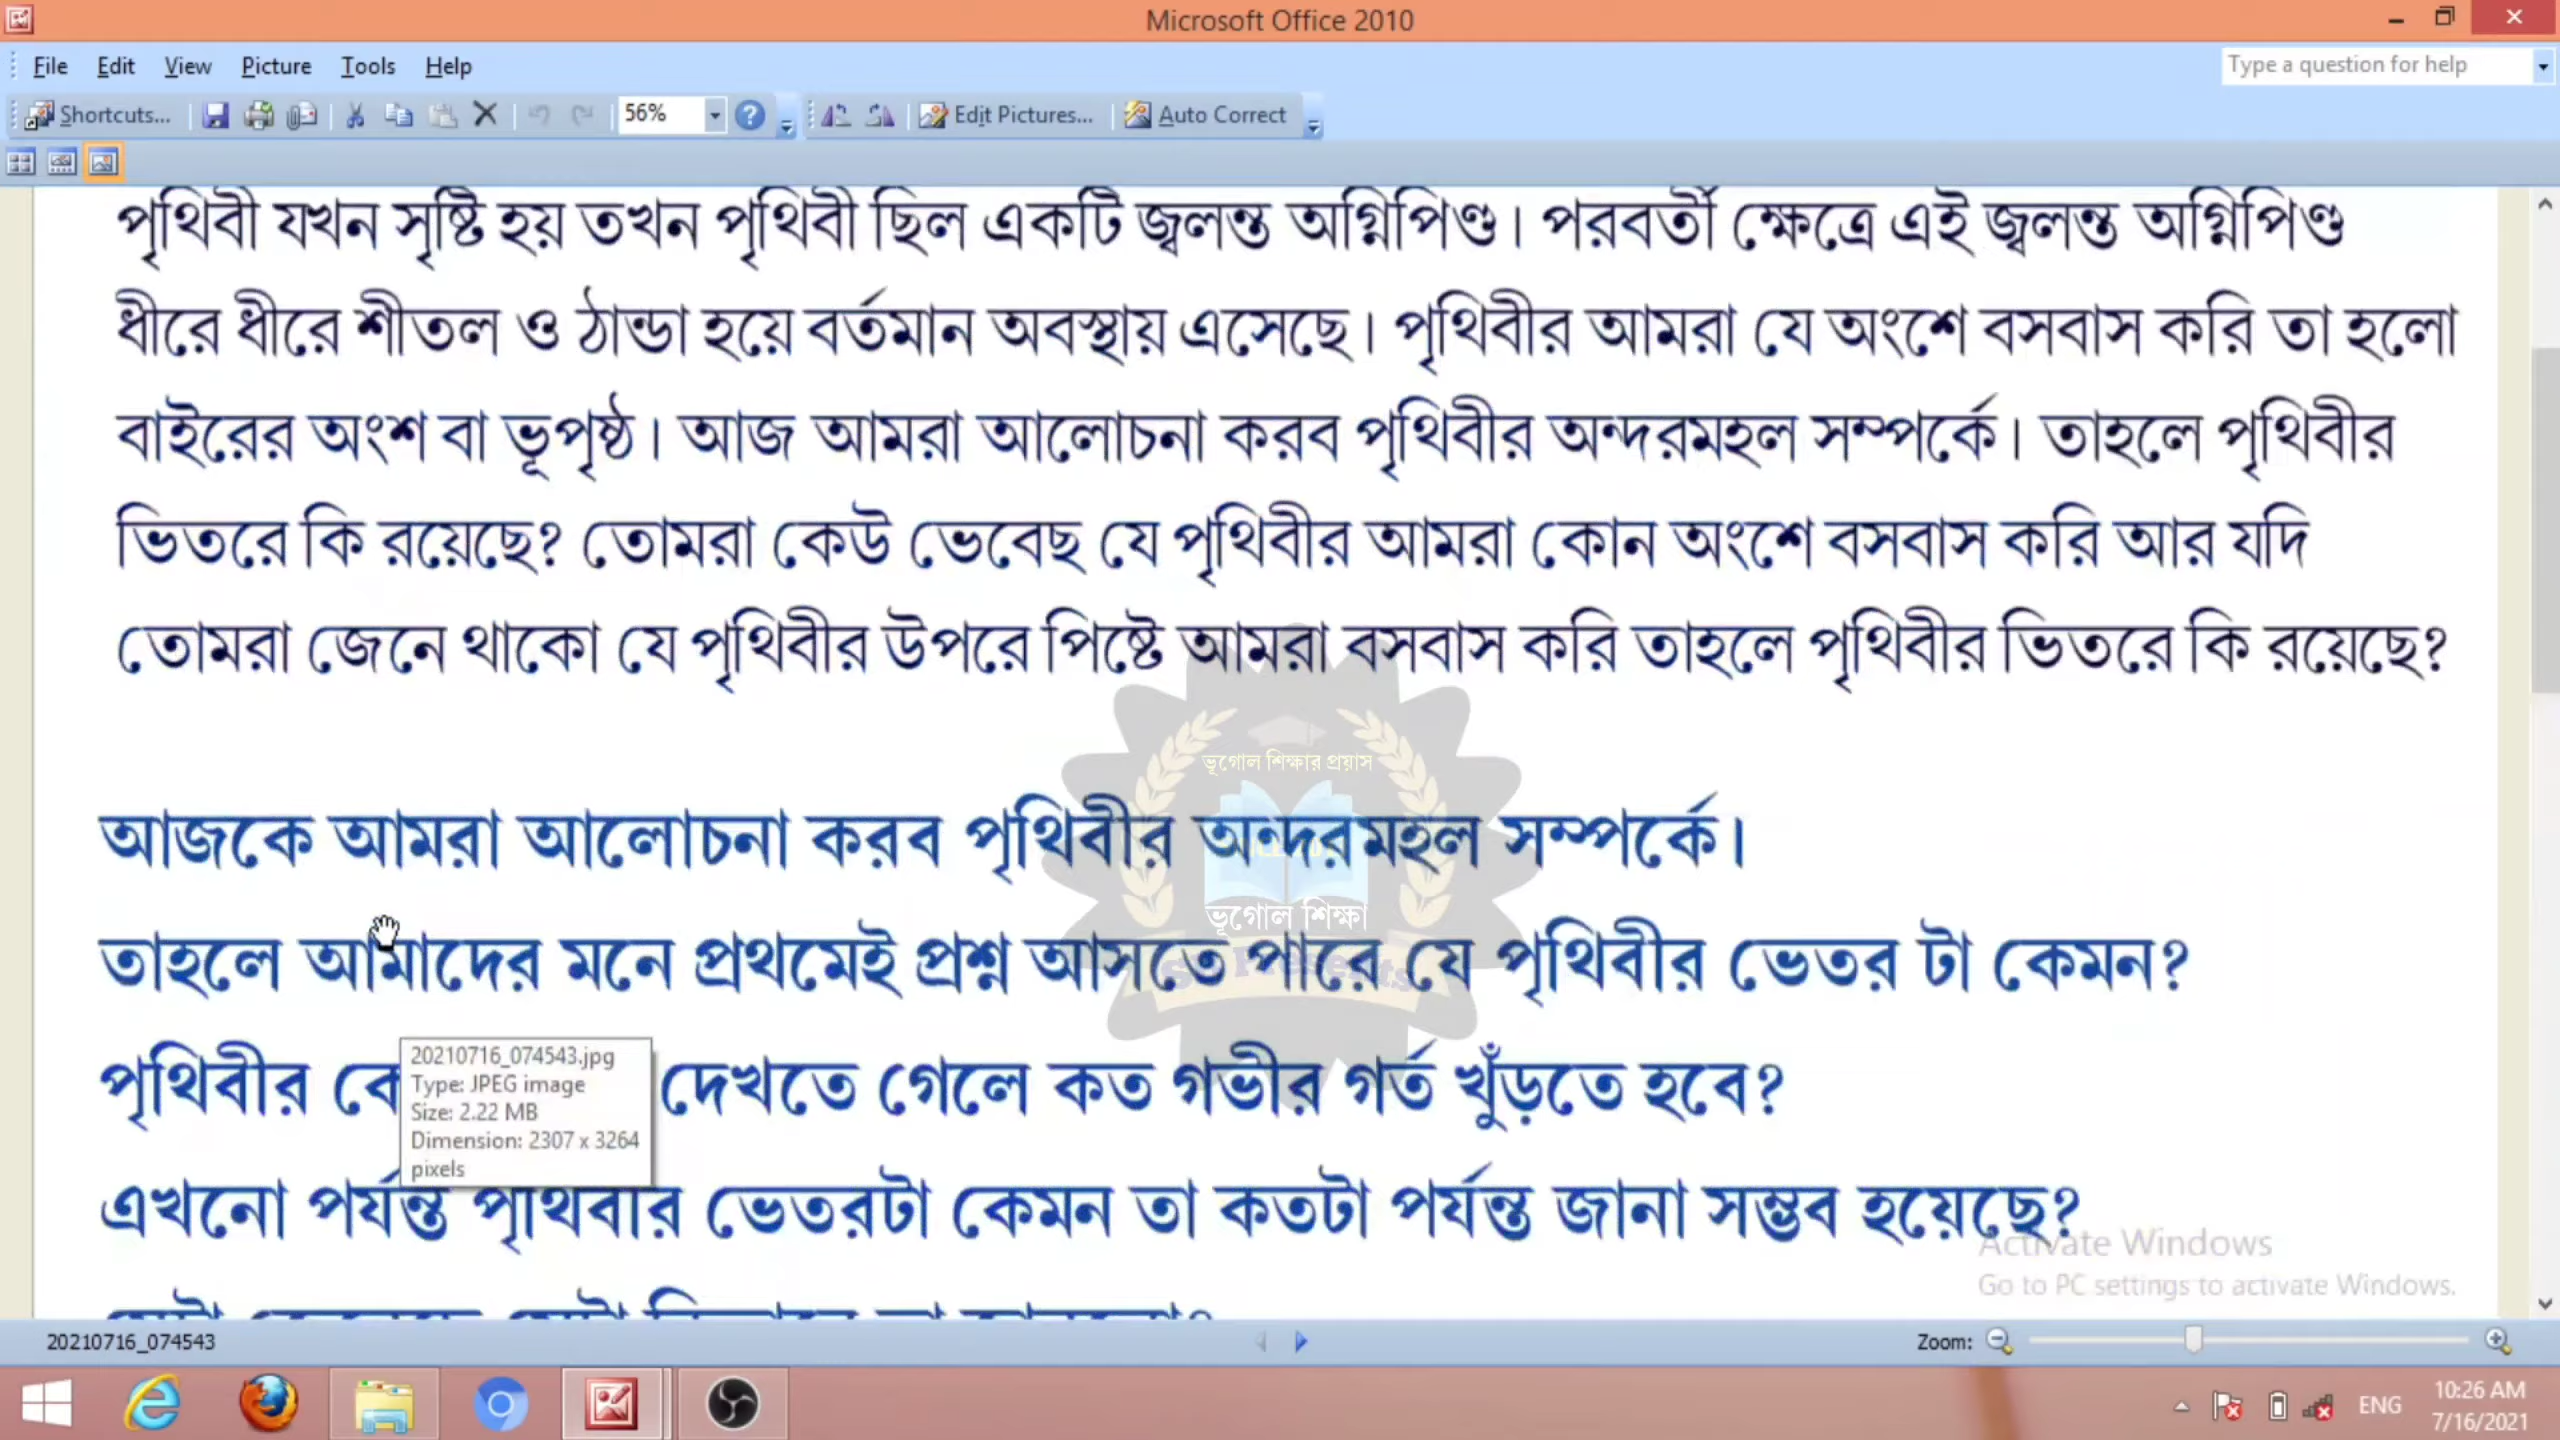 Microsoft Office 2010
File Edit View Picture Tools Help
Type a question for help
Shortcuts... 56% Edit Pictures... Auto Correct
পৃথিবী যখন সৃষ্টি হয় তখন পৃথিবী ছিল একটি জ্বলন্ত অগ্নিপিণ্ড। পরবর্তী ক্ষেত্রে এই জ্বলন্ত অগ্নিপিণ্ড
ধীরে ধীরে শীতল ও ঠান্ডা হয়ে বর্তমান অবস্থায় এসেছে। পৃথিবীর আমরা যে অংশে বসবাস করি তা হলো
বাইরের অংশ বা ভূপৃষ্ঠ। আজ আমরা আলোচনা করব পৃথিবীর অন্দরমহল সম্পর্কে। তাহলে পৃথিবীর
ভিতরে কি রয়েছে? তোমরা কেউ ভেবেছ যে পৃথিবীর আমরা কোন অংশে বসবাস করি আর যদি
তোমরা জেনে থাকো যে পৃথিবীর উপরে পিষ্টে আমরা বসবাস করি তাহলে পৃথিবীর ভিতরে কি রয়েছে?
ভূগোল শিক্ষার প্রয়াস
আজকে আমরা আলোচনা করব পৃথিবীর অন্দরমহল সম্পর্কে।
ভূগোল শিক্ষা
তাহলে আমাদের মনে প্রথমেই প্রশ্ন আসতে পারে যে পৃথিবীর ভেতর টা কেমন?
Presents
পৃথিবীর দেখতে গেলে কত গভীর গর্ত খুঁড়তে হবে?
20210716_074543.jpg
Type: JPEG image
Size: 2.22 MB
Dimension: 2307 x 3264
pixels
এখনো পর্যন্ত পৃথিবীর ভেতরটা কেমন তা কতটা পর্যন্ত জানা সম্ভব হয়েছে?
Activate Windows
Go to PC settings to activate Windows.
20210716_074543 Zoom:
ENG 10:26 AM
7/16/2021